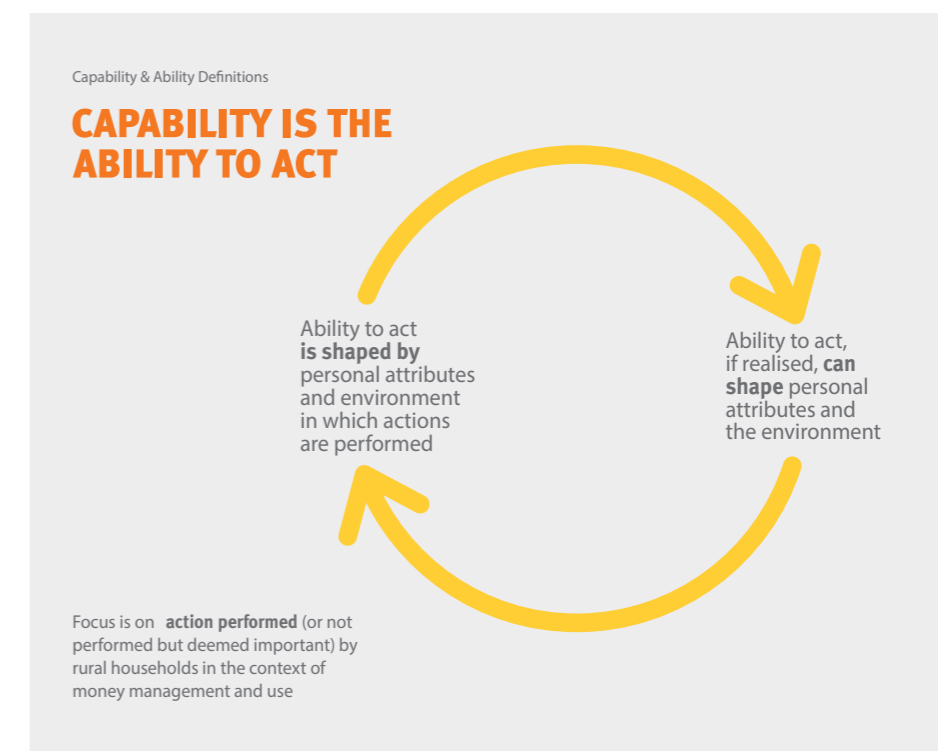 Capability & Ability Definitions
CAPABILITY IS THE
ABILITY TO ACT
Ability to act
is shaped by
personal attributes
and environment
in which actions
are performed
Ability to act,
if realised, can
shape personal
attributes and
the environment
Focus is on action performed (or not
performed but deemed important) by
rural households in the context of
money management and use